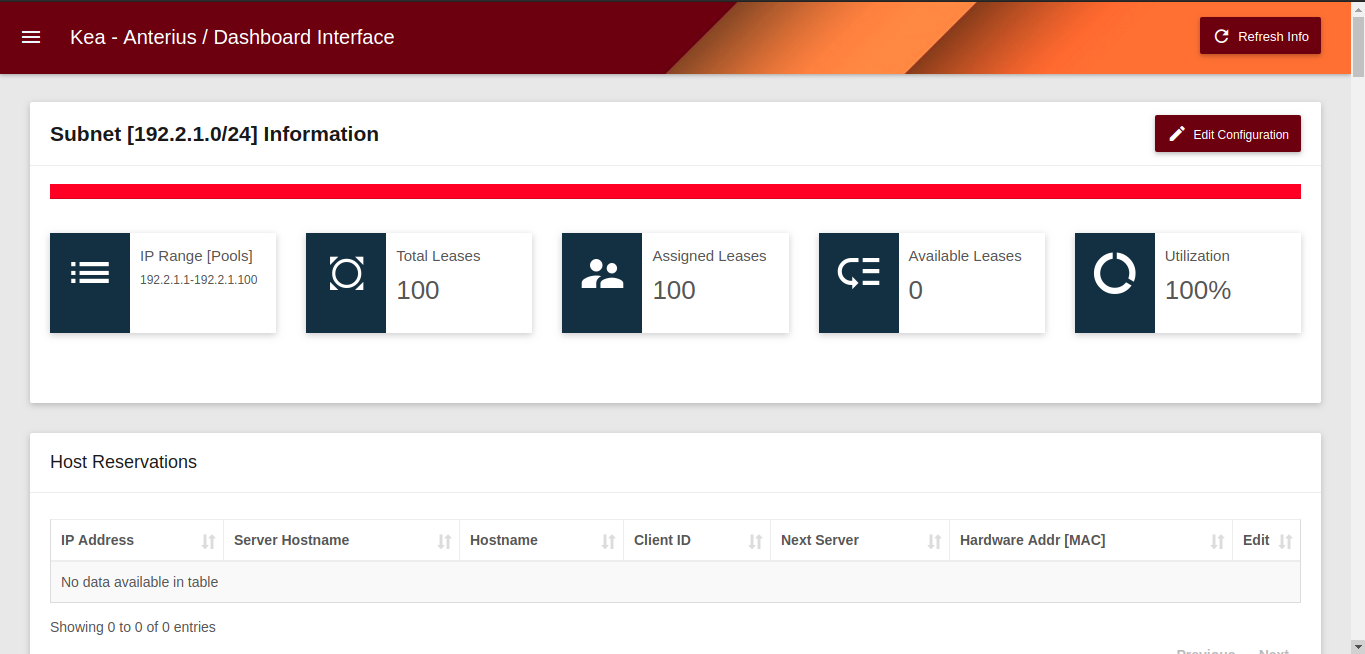 Kea - Anterius / Dashboard Interface
Refresh Info
Subnet [192.2.1.0/24] Information
Edit Configuration
IP Range [Pools]
192.2.1.1-192.2.1.100
Total Leases
100
Assigned Leases
100
Available Leases
0
Utilization
100%
Host Reservations
IP Address Server Hostname Hostname Client ID Next Server Hardware Addr [MAC] Edit
No data available in table
Showing 0 to 0 of 0 entries
Previous Next